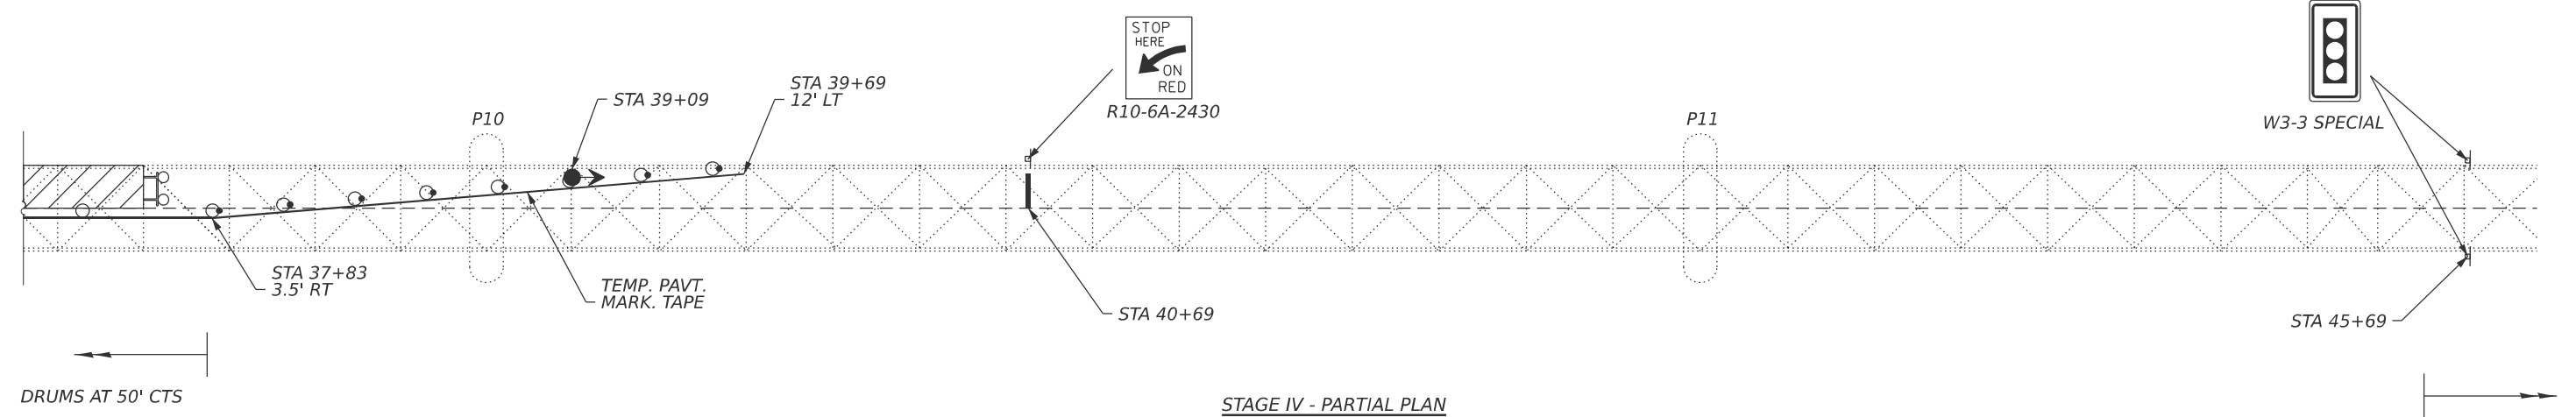 STOP
HERE
ON
RED
R10-6A-2430
W3-3 SPECIAL
STA 39+69
12' LT
STA 39+09
P10
P11
STA 37+83
3.5' RT
TEMP. PAVT.
MARK. TAPE
STA 40+69
STA 45+69
DRUMS AT 50' CTS
STAGE IV - PARTIAL PLAN